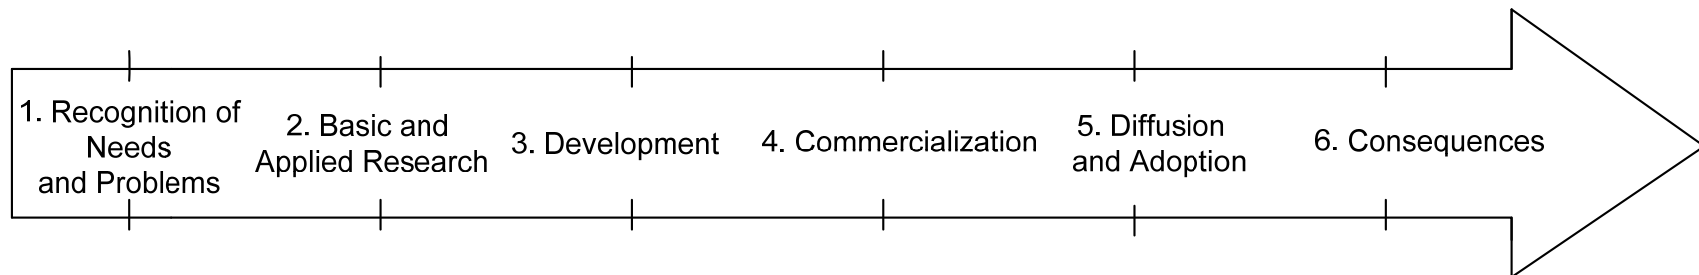 1. Recognition of
Needs
and Problems
2. Basic and
Applied Research
3. Development
4. Commercialization
5. Diffusion
and Adoption
6. Consequences